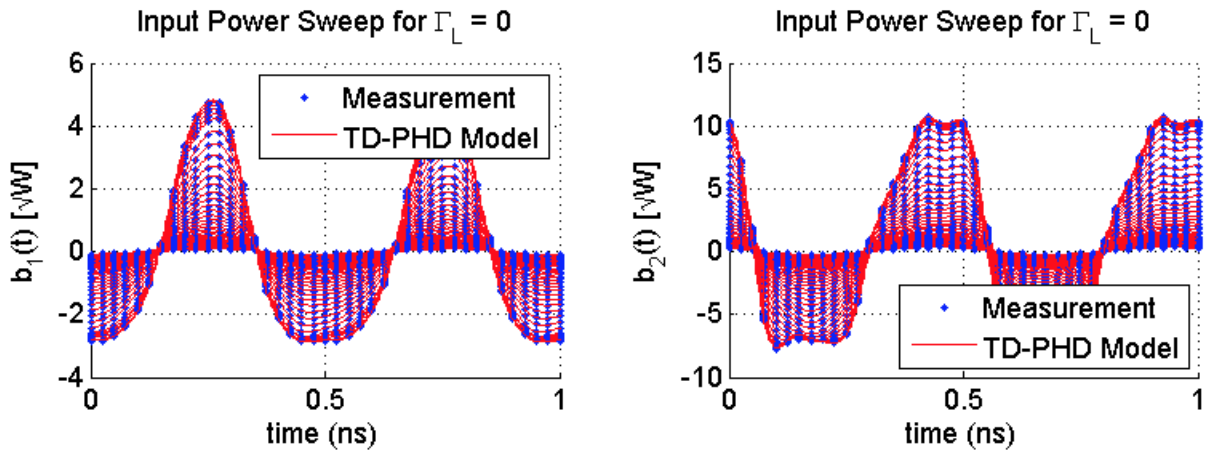 Input Power Sweep for Γ_L = 0
6
4
2
0
-2
-4
b₁(t) [√W]
Measurement
TD-PHD Model
0
0.5
1
time (ns)
Input Power Sweep for Γ_L = 0
15
10
5
0
-5
-10
b₂(t) [√W]
Measurement
TD-PHD Model
0
0.5
1
time (ns)